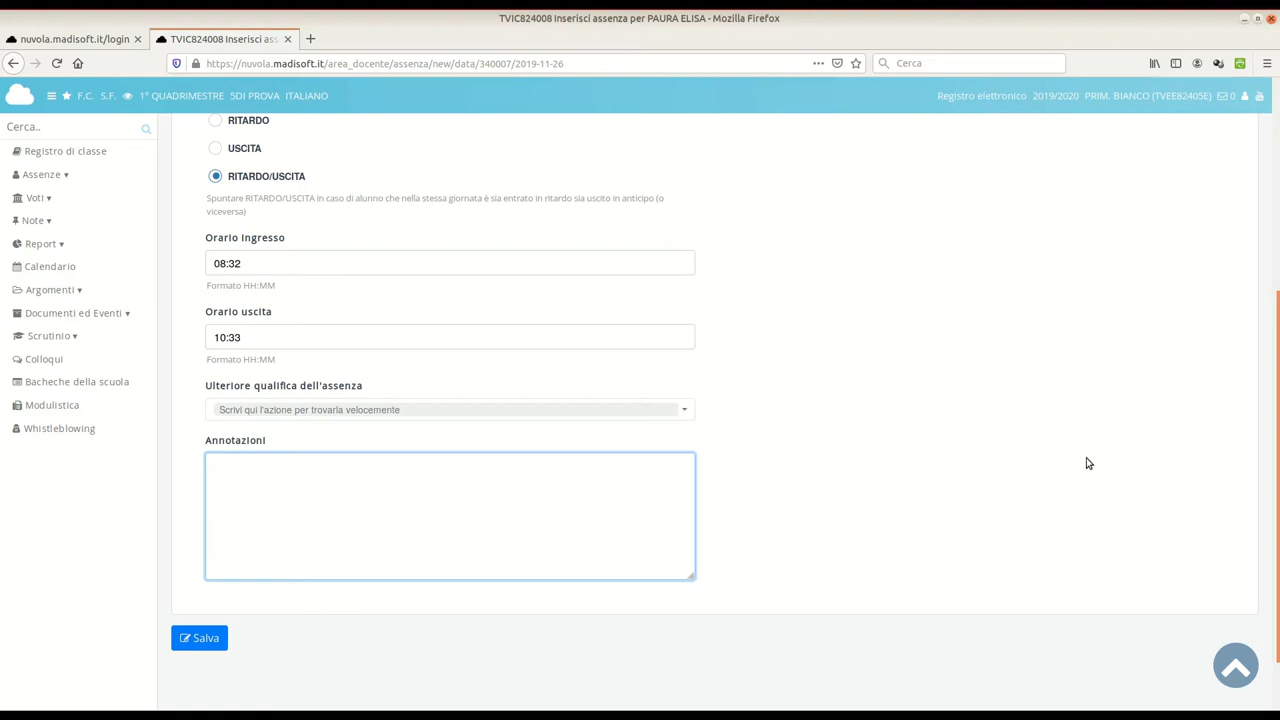 TVIC824008 Inserisci assenza per PAURA ELISA - Mozilla Firefox
nuvola.madisoft.it/login
TVIC824008 Inserisci ass
https://nuvola.madisoft.it/area_docente/assenza/new/data/340007/2019-11-26
Cerca
F.C. S.F. 1° QUADRIMESTRE 5DI PROVA ITALIANO
Registro elettronico 2019/2020 PRIM. BIANCO (TVEE82405E) 0
Cerca..
Registro di classe
Assenze
Voti
Note
Report
Calendario
Argomenti
Documenti ed Eventi
Scrutinio
Colloqui
Bacheche della scuola
Modulistica
Whistleblowing
RITARDO
USCITA
RITARDO/USCITA
Spuntare RITARDO/USCITA in caso di alunno che nella stessa giornata è sia entrato in ritardo sia uscito in anticipo (o
viceversa)
Orario Ingresso
08:32
Formato HH:MM
Orario uscita
10:33
Formato HH:MM
Ulteriore qualifica dell'assenza
Scrivi qui l'azione per trovarla velocemente
Annotazioni
Salva